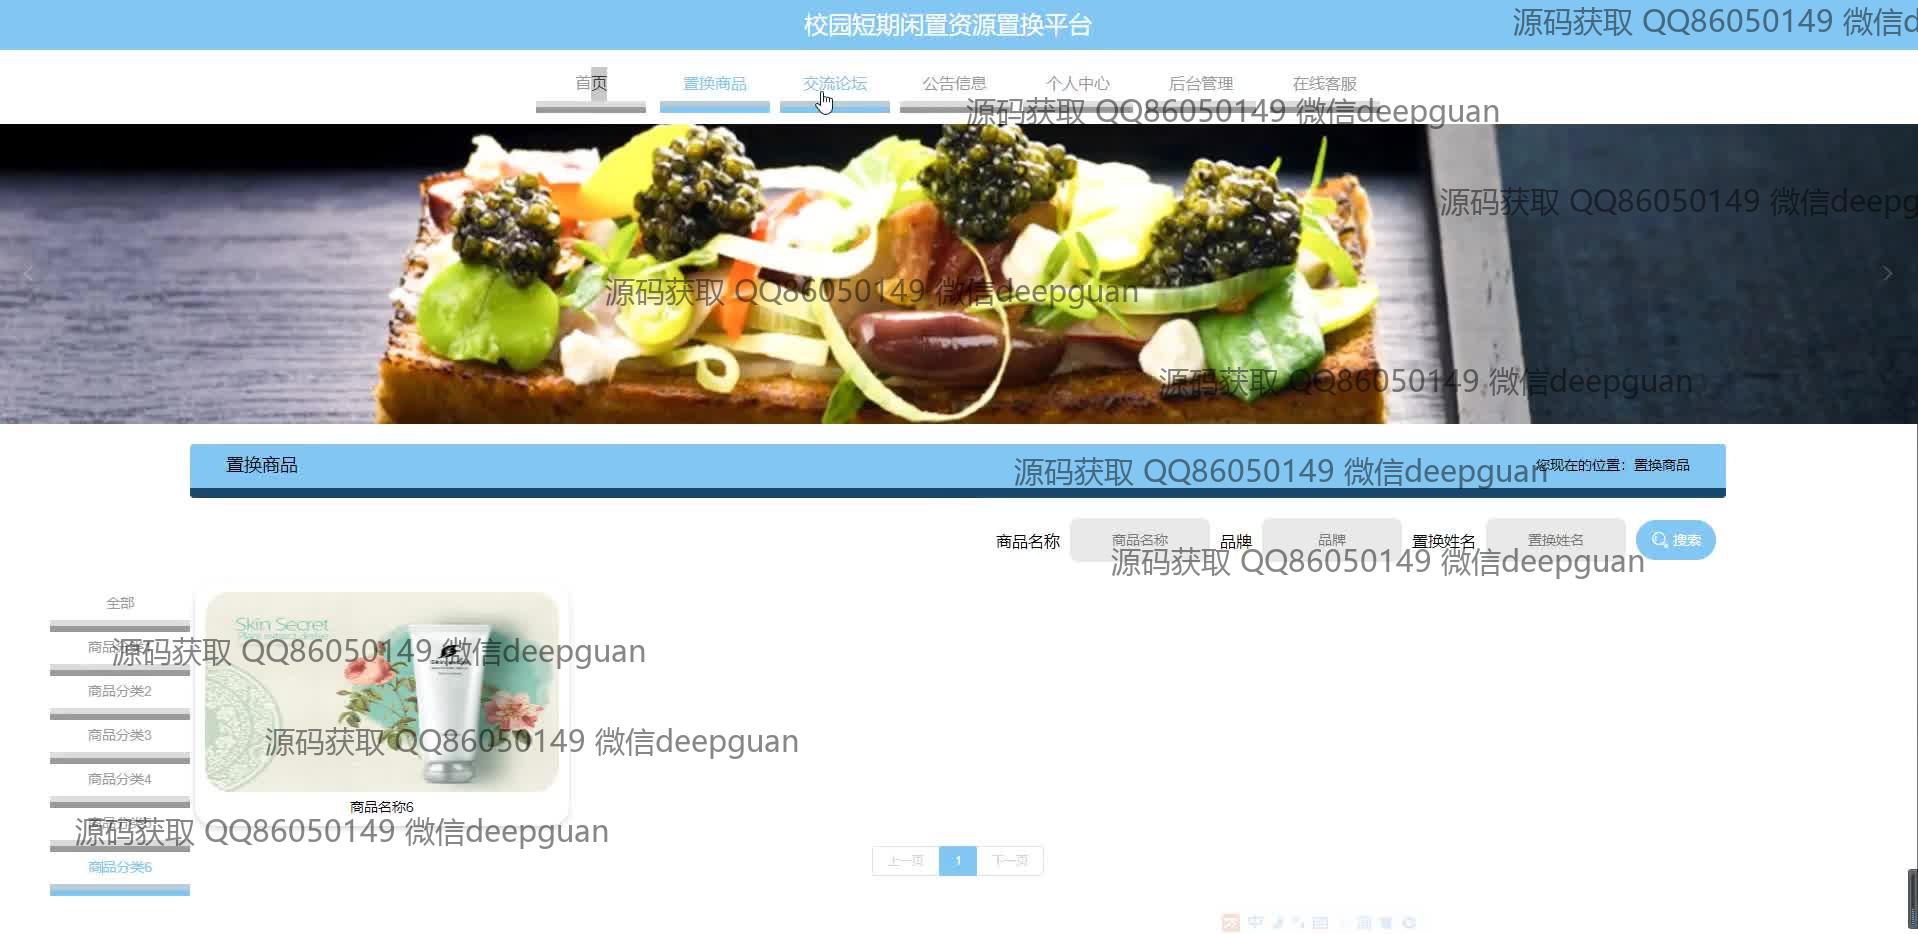 校园短期闲置资源置换平台
源码获取 QQ86050149 微信d
首页 置换商品 交流论坛 公告信息 个人中心 后台管理 在线客服
源码获取 QQ86050149 微信deepguan
源码获取 QQ86050149 微信deepg
源码获取 QQ86050149 微信deepguan
源码获取 QQ86050149 微信deepguan
置换商品
源码获取 QQ86050149 微信deepguan
您现在的位置：置换商品
商品名称 商品名称 品牌 品牌 置换姓名 置换姓名 搜索
源码获取 QQ86050149 微信deepguan
全部
Skin Secret
源码获取 QQ86050149 微信deepguan
商品分类2
商品分类3
源码获取 QQ86050149 微信deepguan
商品分类4
商品名称6
源码获取 QQ86050149 微信deepguan
商品分类6
上一页 1 下一页
中